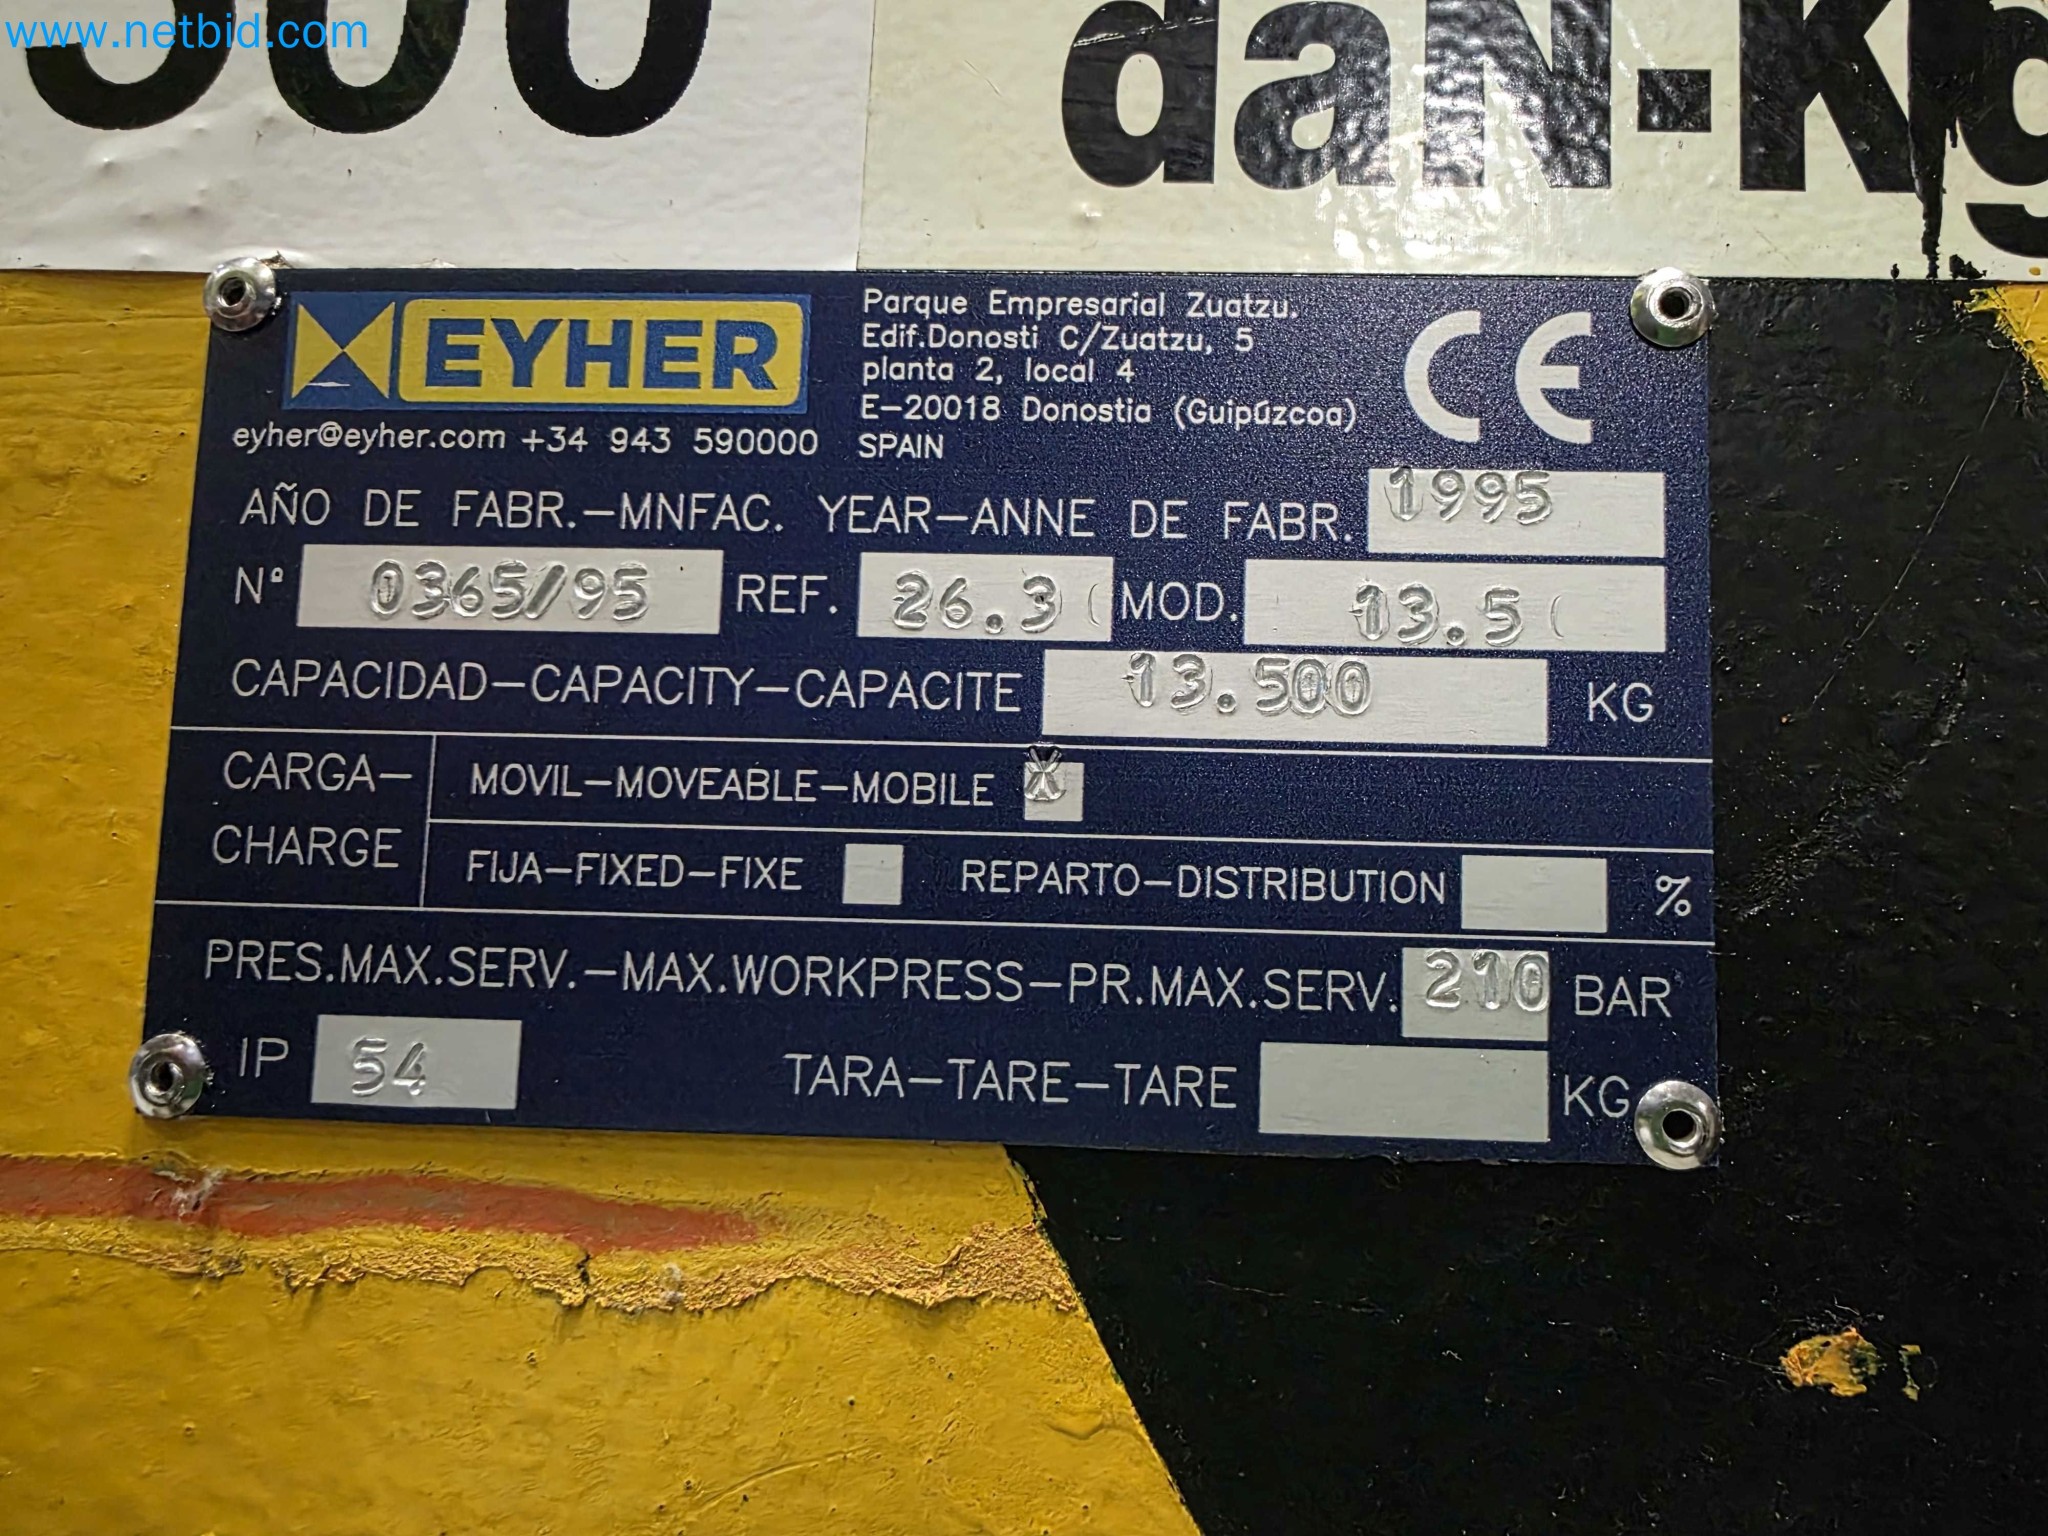 www.netbid.com
daN-Kg
EYHER
eyher@eyher.com +34 943 590000
Parque Empresarial Zuatzu.
Edif.Donosti C/Zuatzu, 5
planta 2, local 4
E-20018 Donostia (Guipúzcoa)
SPAIN
CE
AÑO DE FABR.-MNFAC. YEAR-ANNE DE FABR. 1995
Nº 0365/95 REF. 26.3( MOD. 13.5(
CAPACIDAD-CAPACITY-CAPACITE 13.500 KG
CARGA-
CHARGE
MOVIL-MOVEABLE-MOBILE X
FIJA-FIXED-FIXE REPARTO-DISTRIBUTION %
PRES.MAX.SERV.-MAX.WORKPRESS-PR.MAX.SERV. 210 BAR
IP 54 TARA-TARE-TARE KG